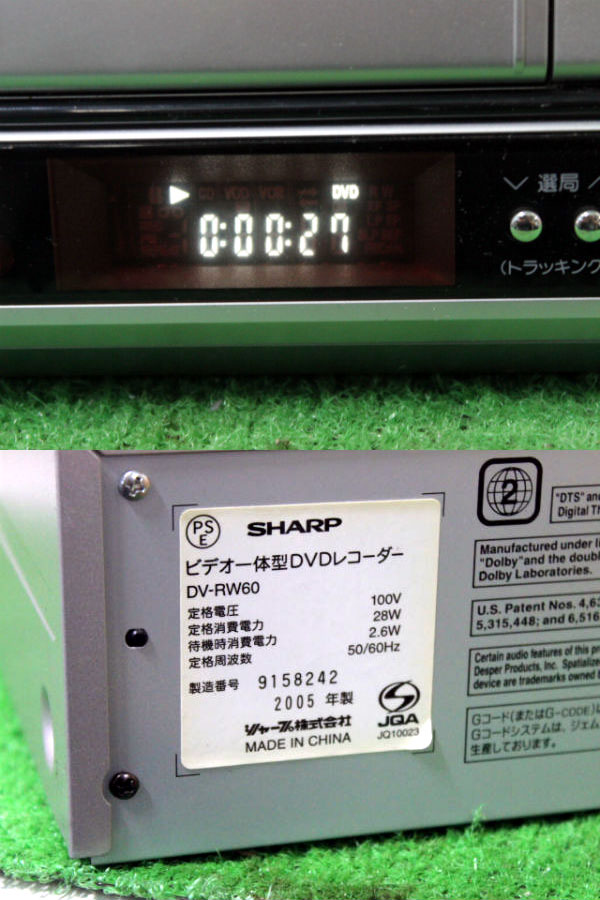 DVD
0:00:27
選局
(トラッキング
PS
E
SHARP
ビデオ一体型DVDレコーダー
DV-RW60
定格電圧 100V
定格消費電力 28W
待機時消費電力 2.6W
定格周波数 50/60Hz
製造番号 9158242
2005 年製
シャープ株式会社
MADE IN CHINA
JQA
JQ10023
2
"DTS" and
Digital Th
Manufactured under
"Dolby"and the doub
Dolby Laboratories.
U.S. Patent Nos. 4,63
5,315,448; and 6,516
Certain audio features of this pr
Desper Products, Inc. Spatialize
device are trademarks owned
Gコード(またはG-CODE)
Gコードシステムは、ジェム
生産しております。